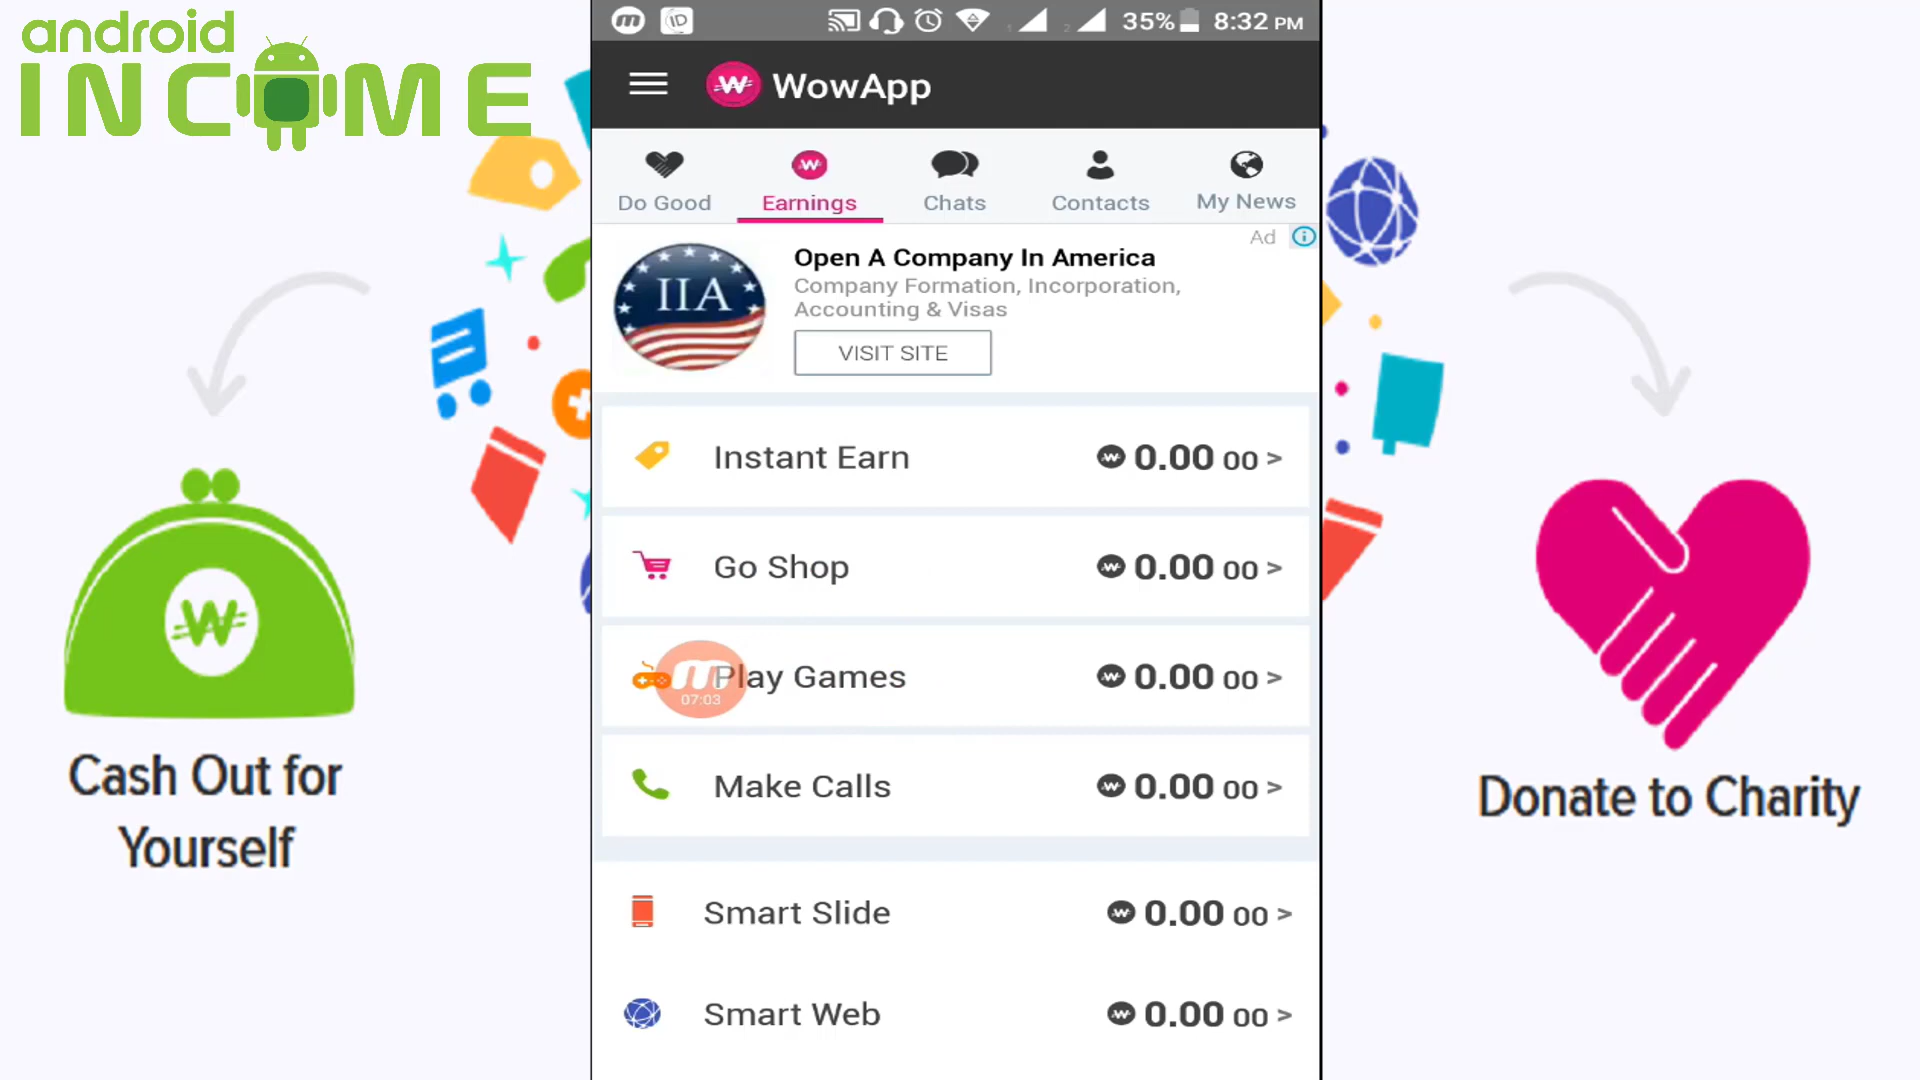 android
INCOME
35% 8:32 PM
WowApp
Do Good
Earnings
Chats
Contacts
My News
Ad
IIA
Open A Company In America
Company Formation, Incorporation,
Accounting & Visas
VISIT SITE
Instant Earn 0.00 00 >
Go Shop 0.00 00 >
Play Games 0.00 00 >
07:03
Make Calls 0.00 00 >
Smart Slide 0.00 00 >
Smart Web 0.00 00 >
Cash Out for
Yourself
Donate to Charity